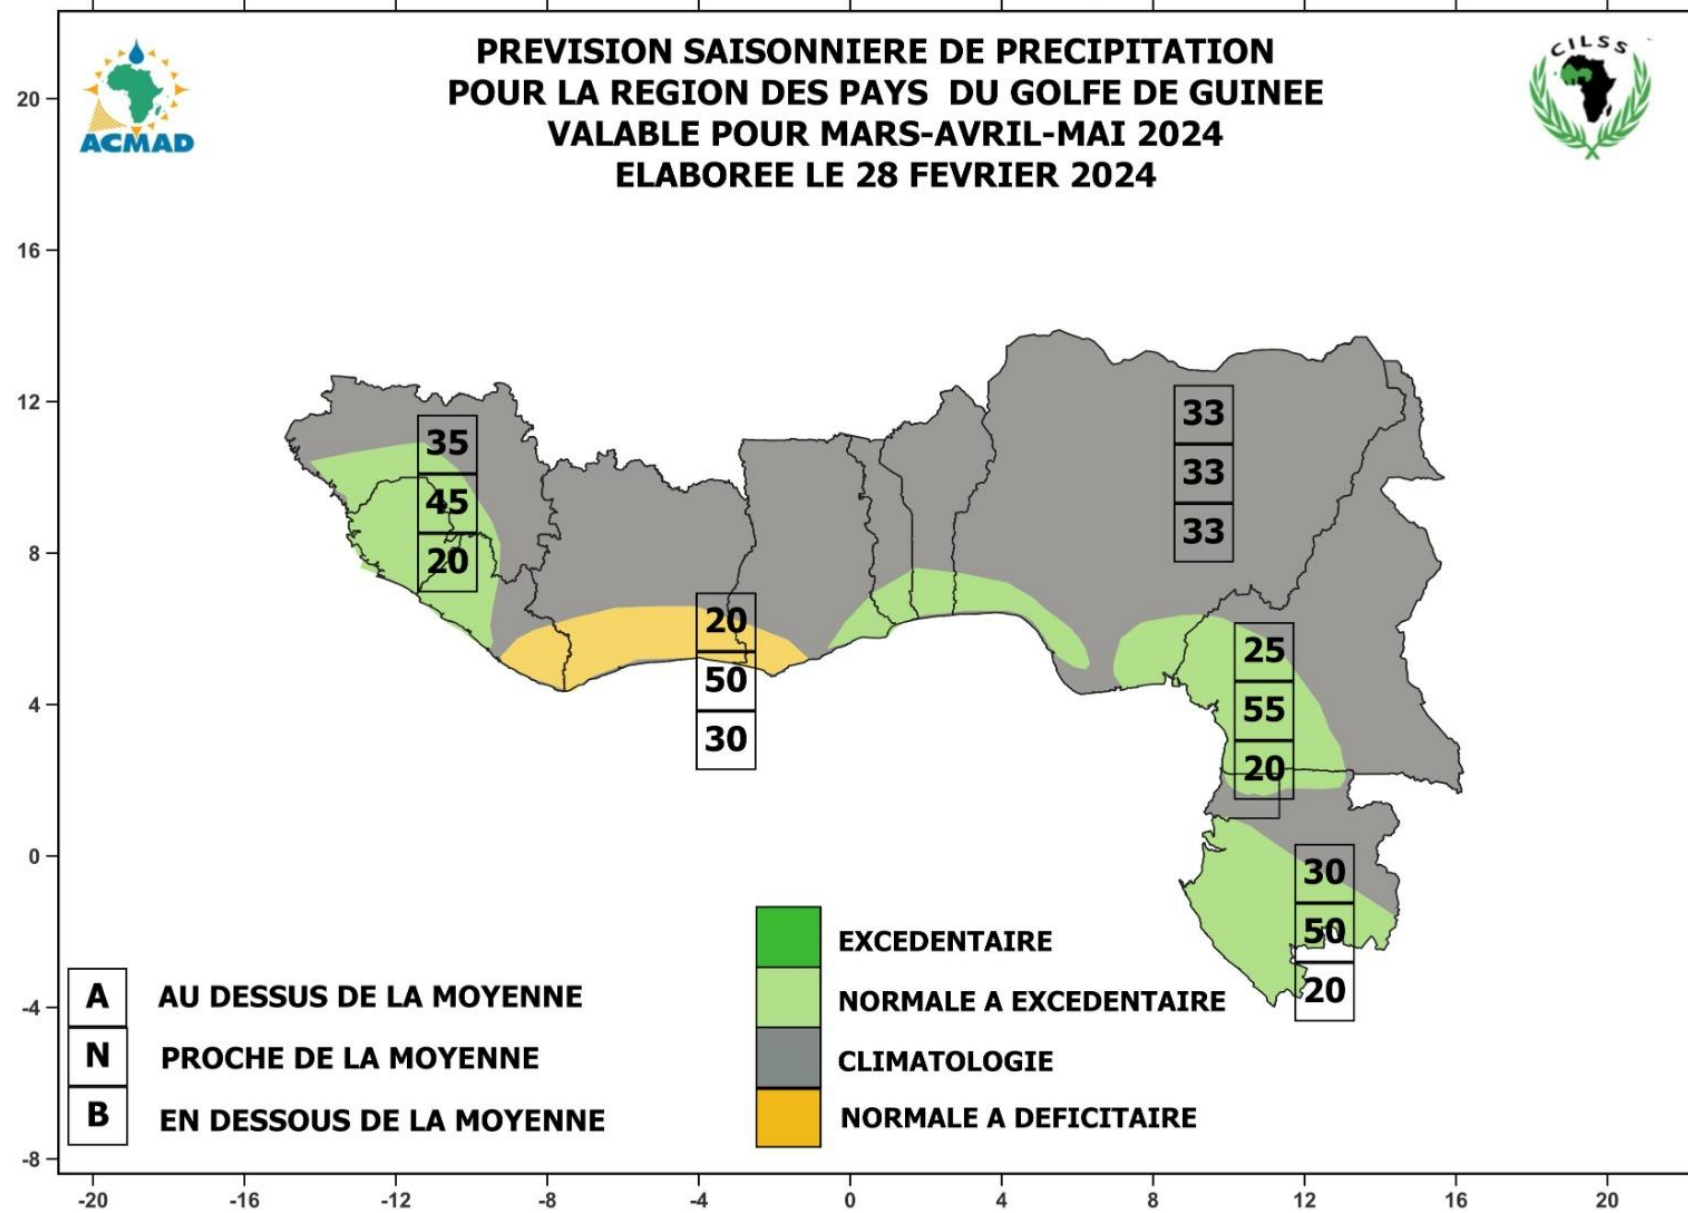 PREVISION SAISONNIERE DE PRECIPITATION
POUR LA REGION DES PAYS DU GOLFE DE GUINEE
VALABLE POUR MARS-AVRIL-MAI 2024
ELABOREE LE 28 FEVRIER 2024
ACMAD
CILSS
20
16
12
8
4
0
-4
-8
35
45
20
20
50
30
33
33
33
25
55
20
30
50
20
A AU DESSUS DE LA MOYENNE
N PROCHE DE LA MOYENNE
B EN DESSOUS DE LA MOYENNE
EXCEDENTAIRE
NORMALE A EXCEDENTAIRE
CLIMATOLOGIE
NORMALE A DEFICITAIRE
-20 -16 -12 -8 -4 0 4 8 12 16 20